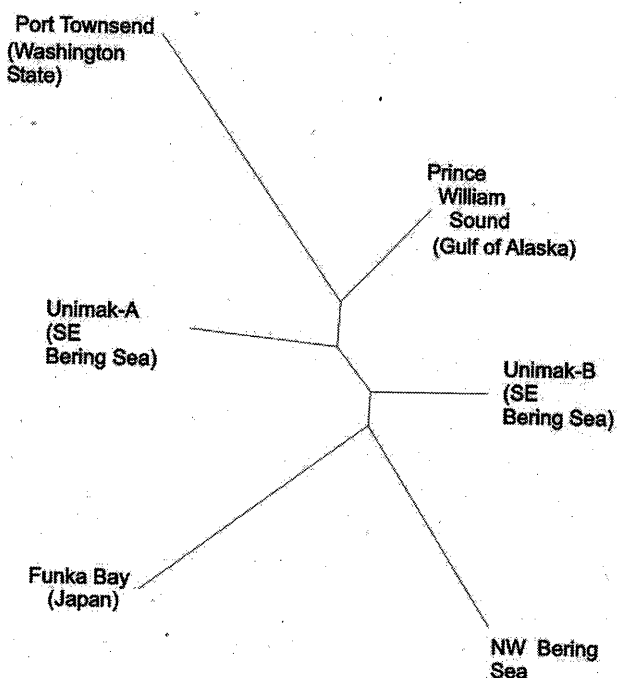 Port Townsend
(Washington
State)
Prince
William
Sound
(Gulf of Alaska)
Unimak-A
(SE
Bering Sea)
Unimak-B
(SE
Bering Sea)
Funka Bay
(Japan)
NW Bering
Sea